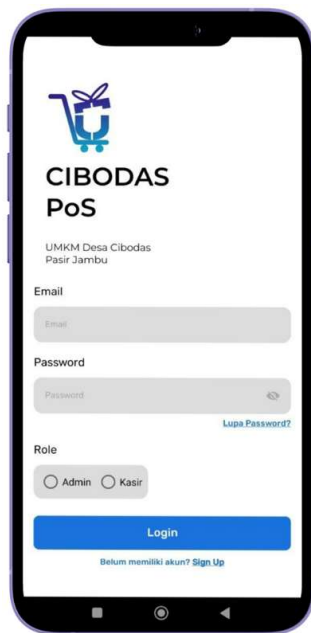 CIBODAS
PoS
UMKM Desa Cibodas
Pasir Jambu
Email
Email
Password
Password
Lupa Password?
Role
Admin Kasir
Login
Belum memiliki akun? Sign Up